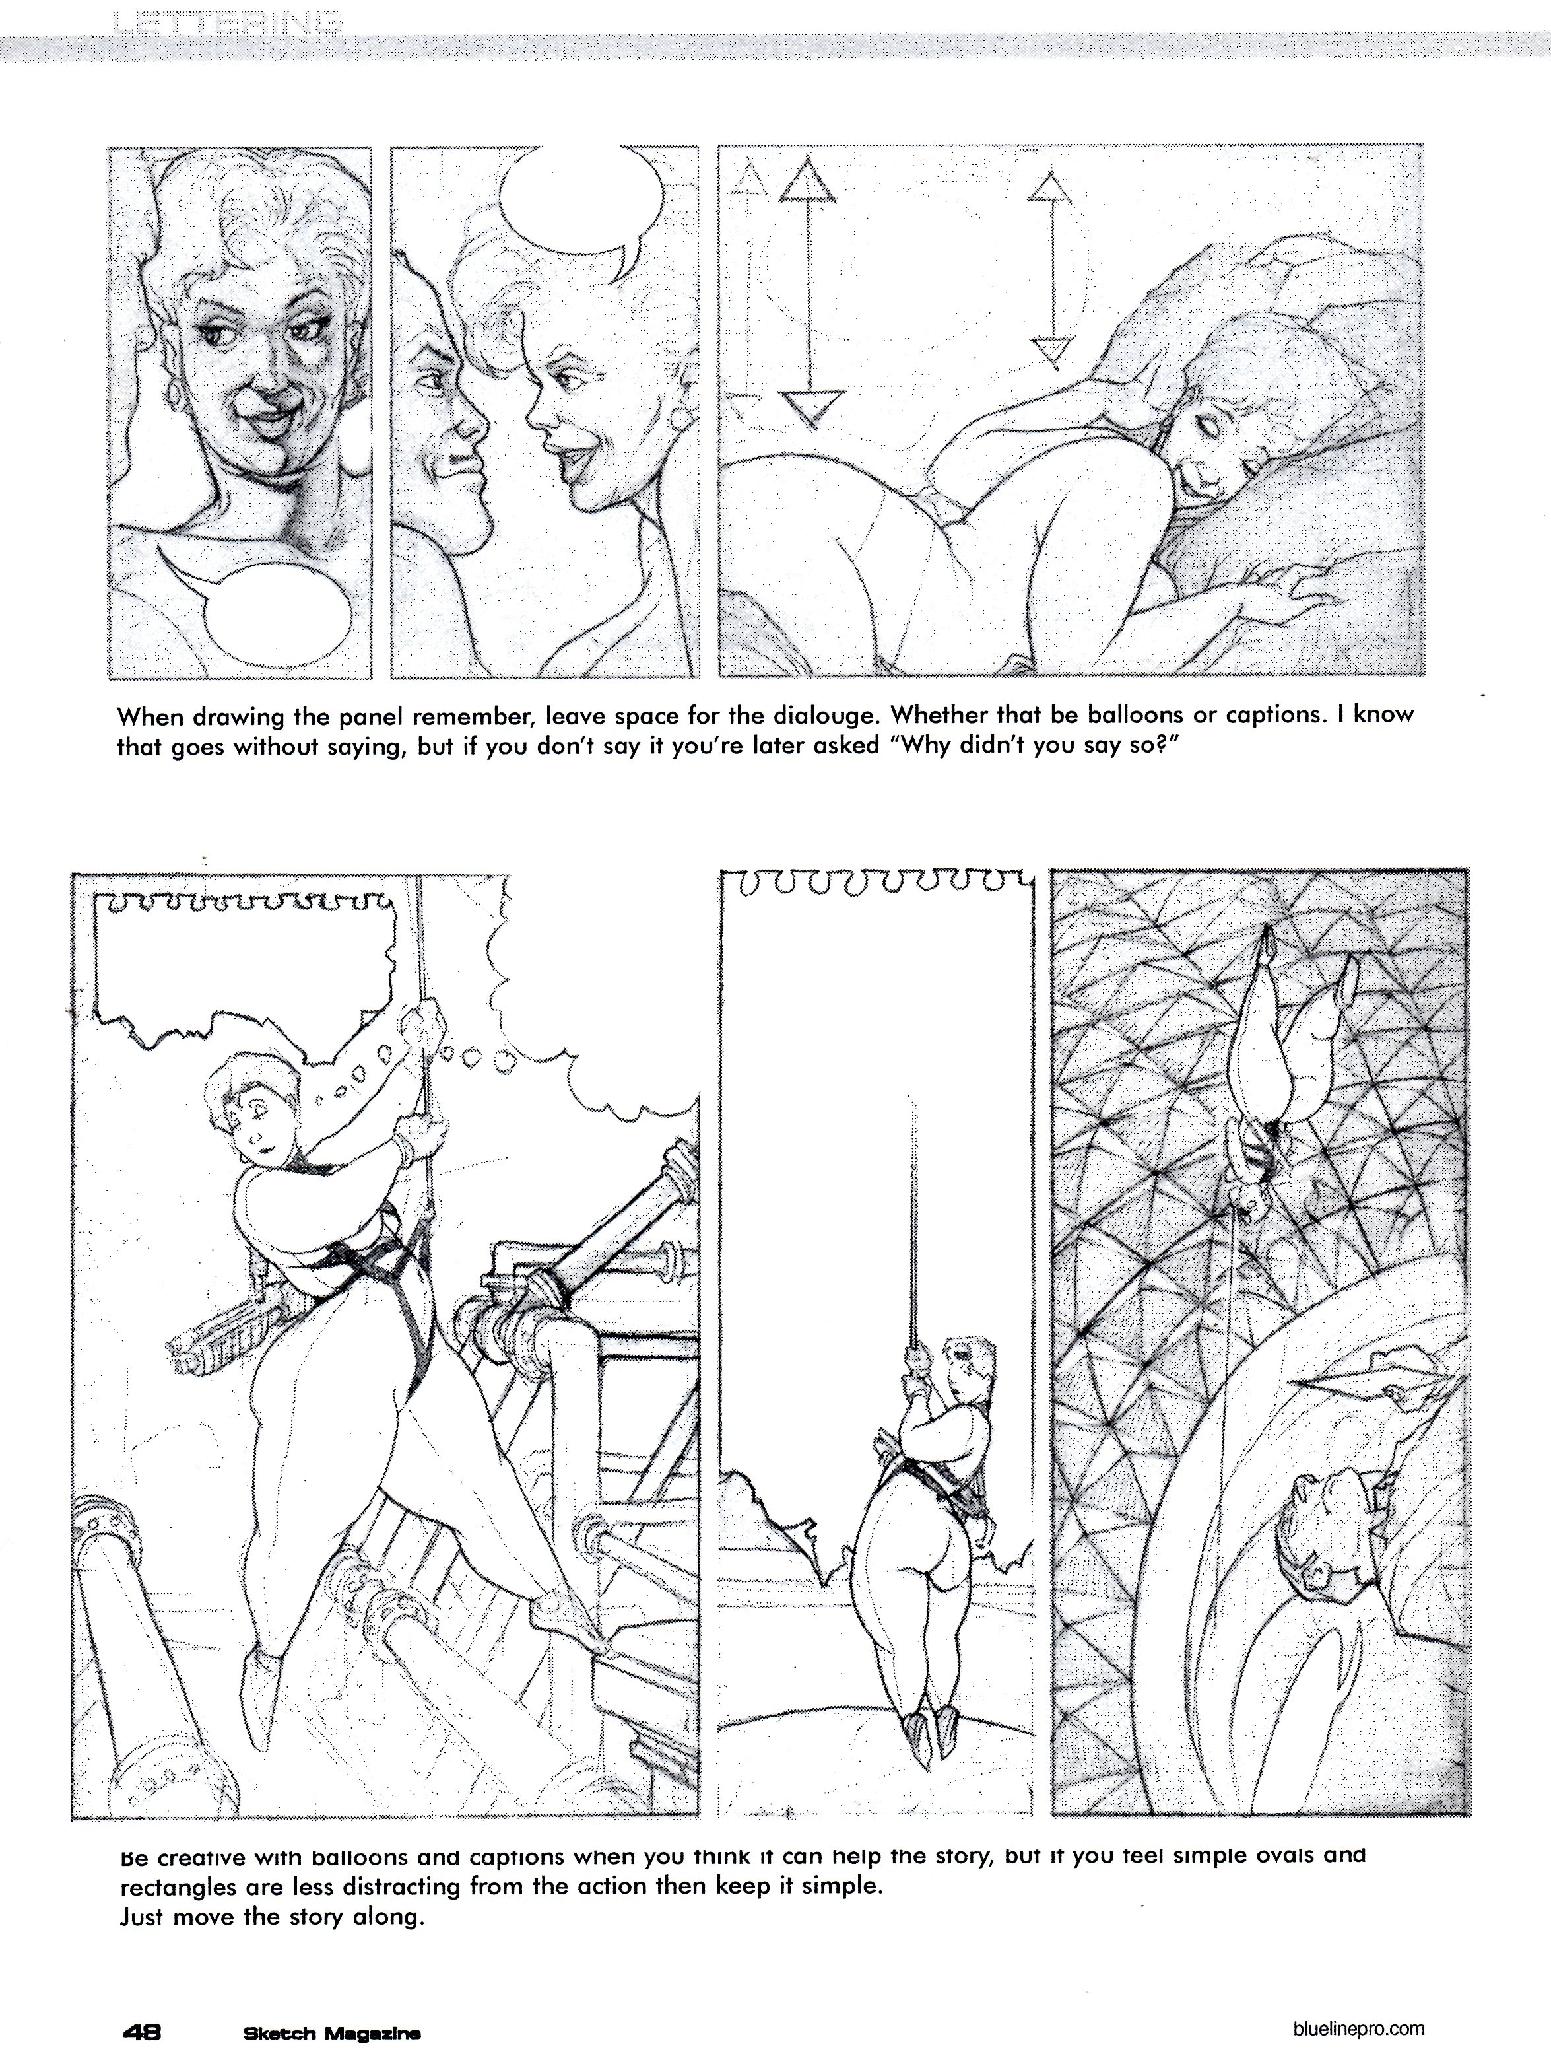 LETTERING
When drawing the panel remember, leave space for the dialouge. Whether that be balloons or captions. I know
that goes without saying, but if you don't say it you're later asked "Why didn't you say so?"
Be creative with balloons and captions when you think it can help the story, but if you feel simple ovals and
rectangles are less distracting from the action then keep it simple.
Just move the story along.
48 Sketch Magazine bluelinepro.com